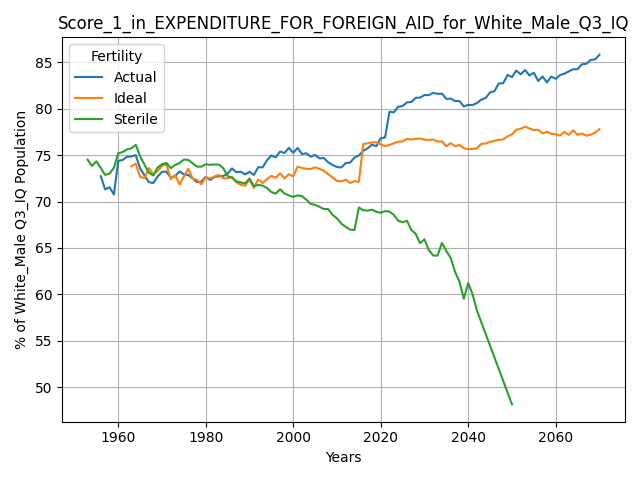 Score_1_in_EXPENDITURE_FOR_FOREIGN_AID_for_White_Male_Q3_IQ
Fertility
Actual
Ideal
Sterile
% of White_Male Q3_IQ Population
85
80
75
70
65
60
55
50
1960
1980
2000
2020
2040
2060
Years